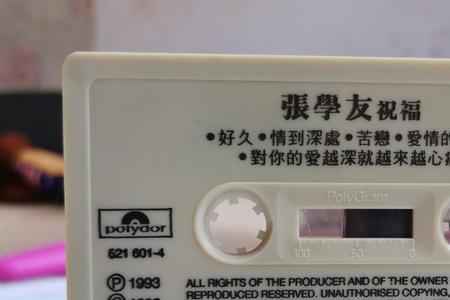 張學友祝福
•好久•情到深處•苦戀•愛情的
•對你的愛越深就越來越心
PolyGram
polydor
521 601-4
100 50 0
Ⓟ 1993
ALL RIGHTS OF THE PRODUCER AND OF THE OWNER
REPRODUCED RESERVED. UNAUTHORISED COPYING,